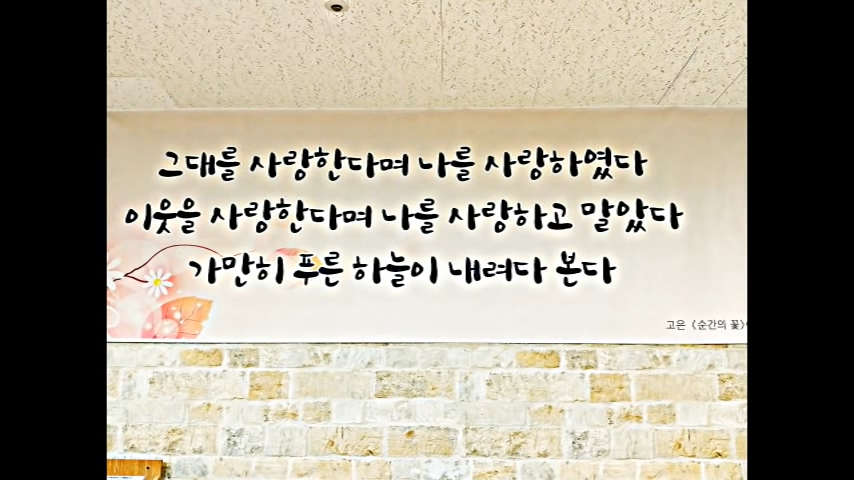 그대를 사랑한다며 나를 사랑하였다
이웃을 사랑한다며 나를 사랑하고 말았다
가만히 푸른 하늘이 내려다 본다
고은 〈순간의 꽃〉